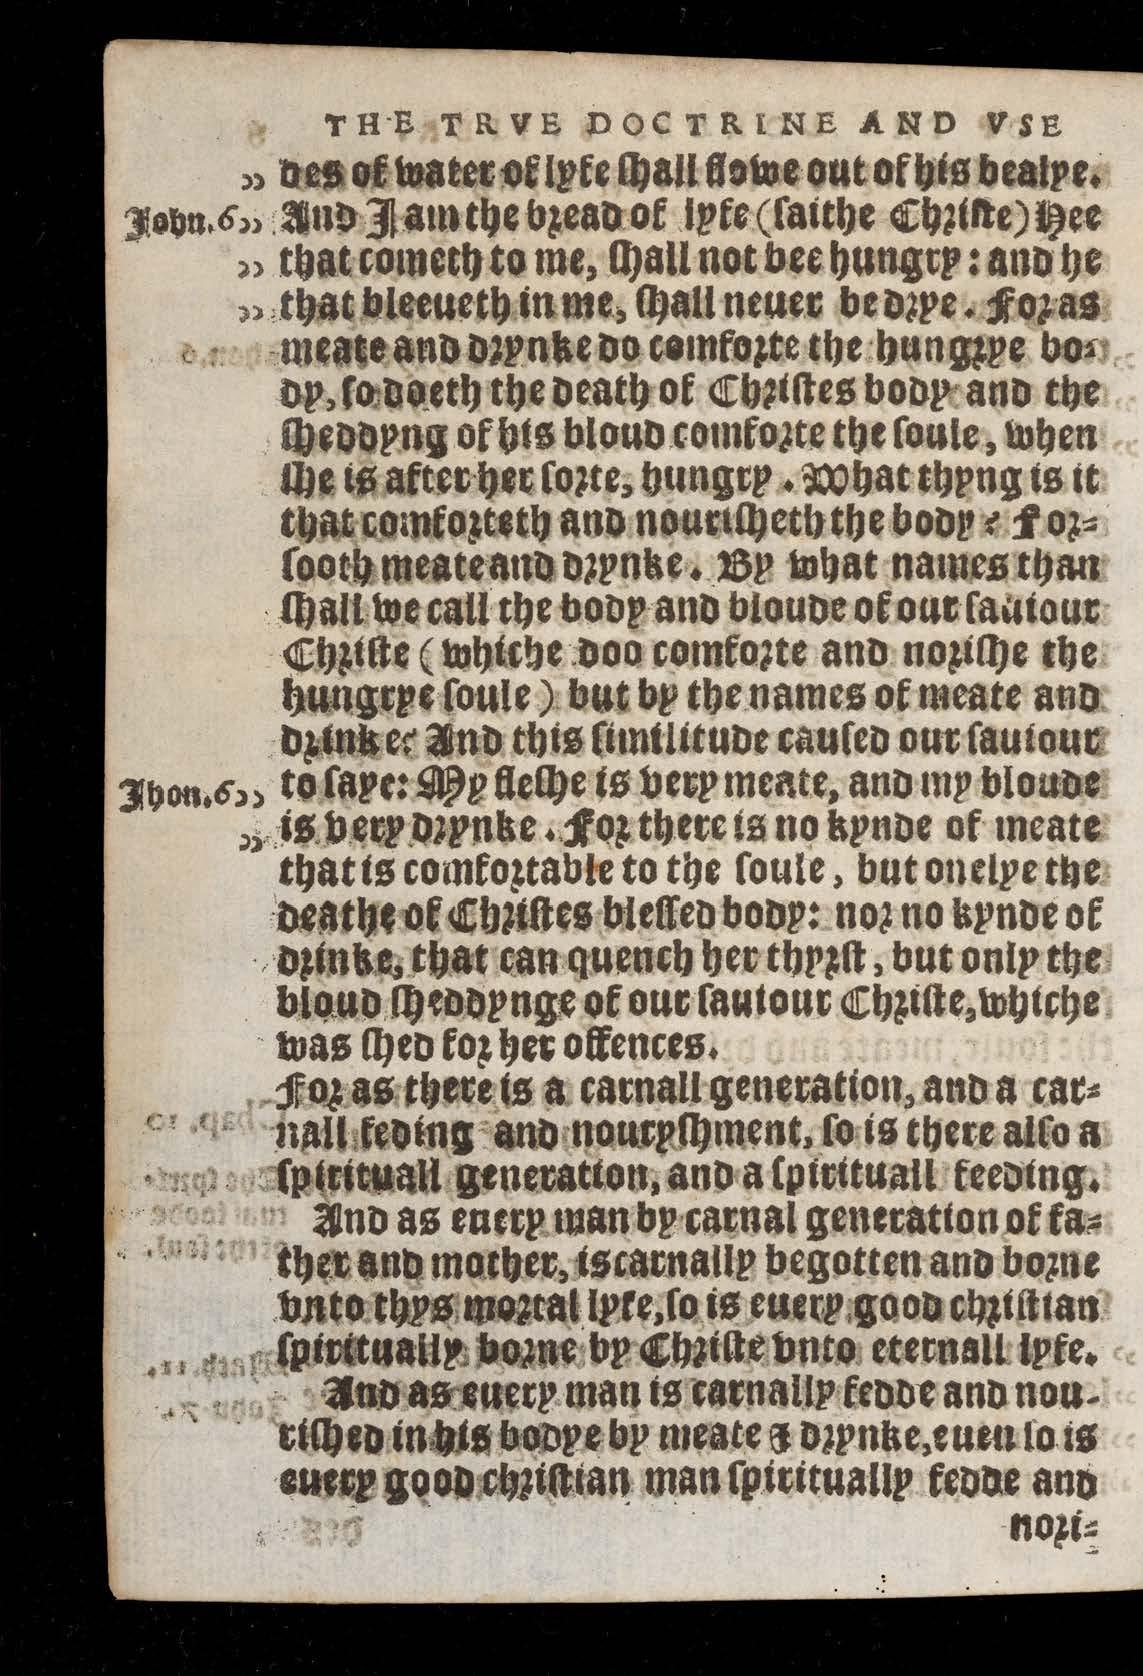 THE TRVE DOCTRINE AND VSE
„ des of water of lyfe ſhall flowe out of his bealye.
John.6„ And I am the bread of lyfe (ſaithe Chriſte) Hee
„ that cometh to me, ſhall not bee hungry: and he
„ that bleeueth in me, ſhall neuer be drye. For as
meate and drynke do comforte the hungrye bo-
dy, ſo doeth the death of Chriſtes body and the
ſheddyng of his bloud comforte the ſoule, when
ſhe is after her ſorte, hungry. What thyng is it
that comforteth and nouriſheth the body? For-
ſooth meate and drynke. By what names than
ſhall we call the body and bloude of our ſauiour
Chriſte (whiche doo comforte and noriſhe the
hungrye ſoule) but by the names of meate and
drinke? And this ſimilitude cauſed our ſauiour
Jhon.6„ to ſaye: My fleſhe is very meate, and my bloude
„ is very drynke. For there is no kynde of meate
that is comfortable to the ſoule, but onelye the
deathe of Chriſtes bleſſed body: nor no kynde of
drinke, that can quench her thyrſt, but only the
bloud ſheddynge of our ſauiour Chriſte, whiche
was ſhed for her offences.
For as there is a carnall generation, and a car-
nall feding and nouryſhment, ſo is there alſo a
ſpirituall generation, and a ſpirituall feeding.
And as euery man by carnal generation of fa-
ther and mother, is carnally begotten and borne
vnto thys mortal lyfe, ſo is euery good chriſtian
ſpiritually borne by Chriſte vnto eternall lyfe.
And as euery man is carnally fedde and nou-
riſhed in his bodye by meate & drynke, euen ſo is
euery good chriſtian man ſpiritually fedde and
nori-